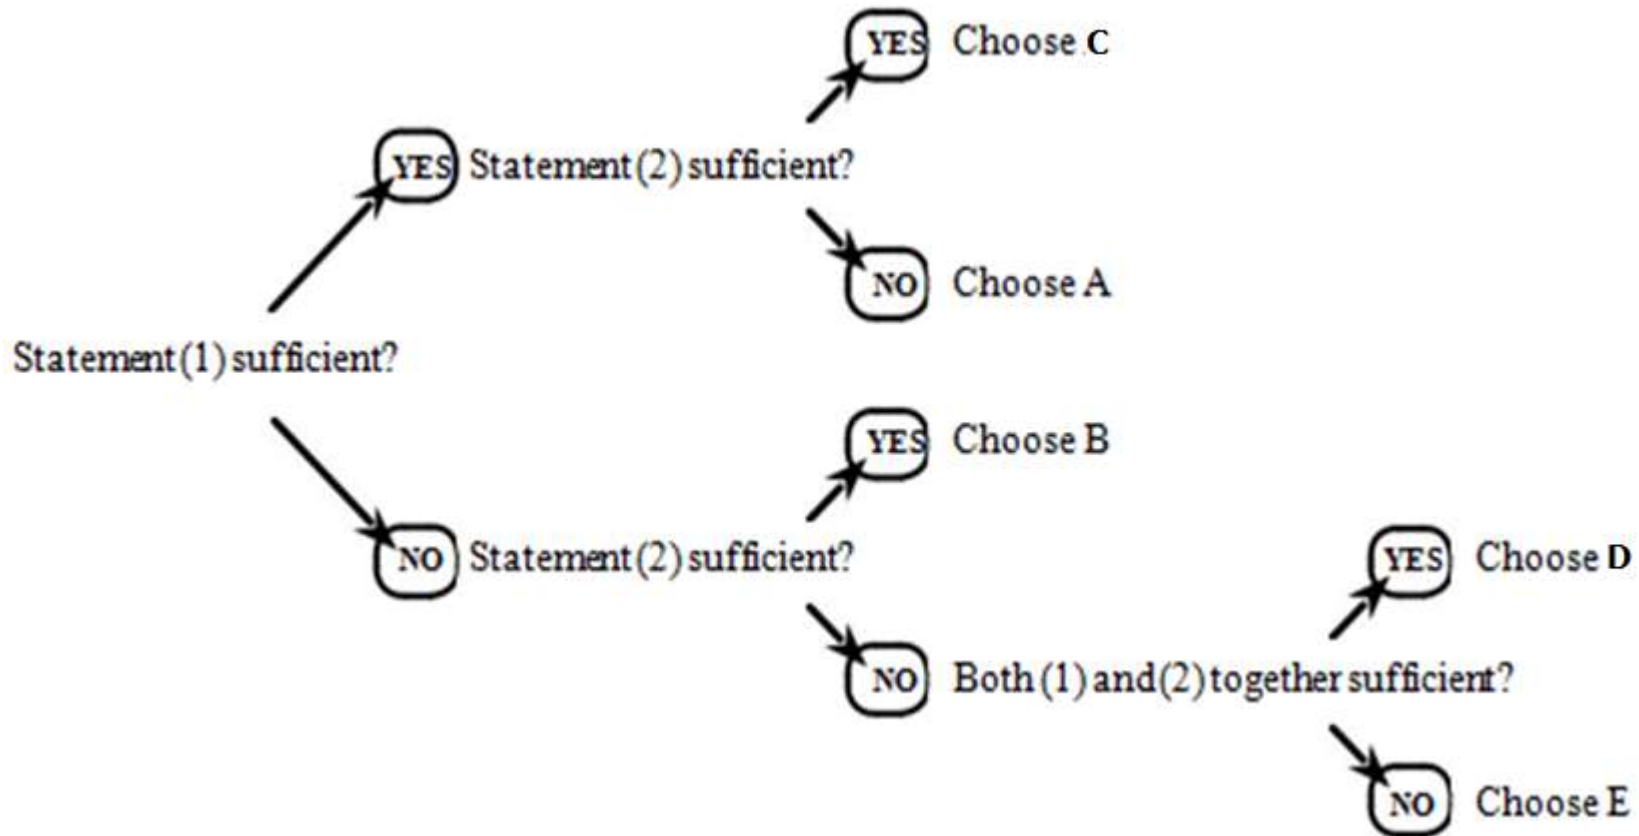 YES Choose C
YES Statement (2) sufficient?
NO Choose A
Statement (1) sufficient?
YES Choose B
NO Statement (2) sufficient?
YES Choose D
NO Both (1) and (2) together sufficient?
NO Choose E